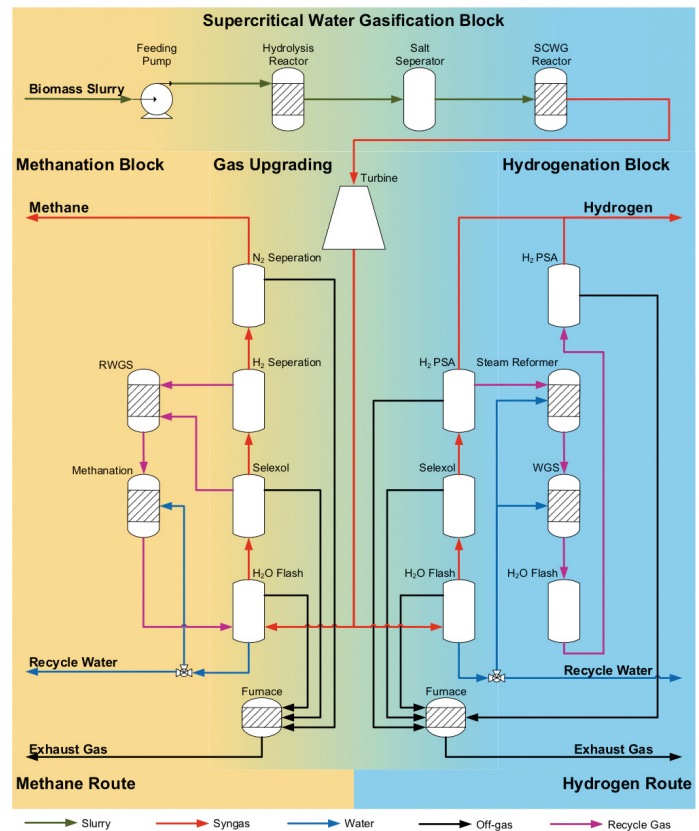 Supercritical Water Gasification Block
Feeding
Pump
Hydrolysis
Reactor
Salt
Seperator
SCWG
Reactor
Biomass Slurry
Methanation Block
Gas Upgrading
Hydrogenation Block
Turbine
Methane
Hydrogen
N2 Seperation
H2 PSA
RWGS
H2 Seperation
H2 PSA
Steam Reformer
Methanation
Selexol
Selexol
WGS
H2O Flash
H2O Flash
H2O Flash
Recycle Water
Recycle Water
Furnace
Furnace
Exhaust Gas
Exhaust Gas
Methane Route
Hydrogen Route
Slurry
Syngas
Water
Off-gas
Recycle Gas